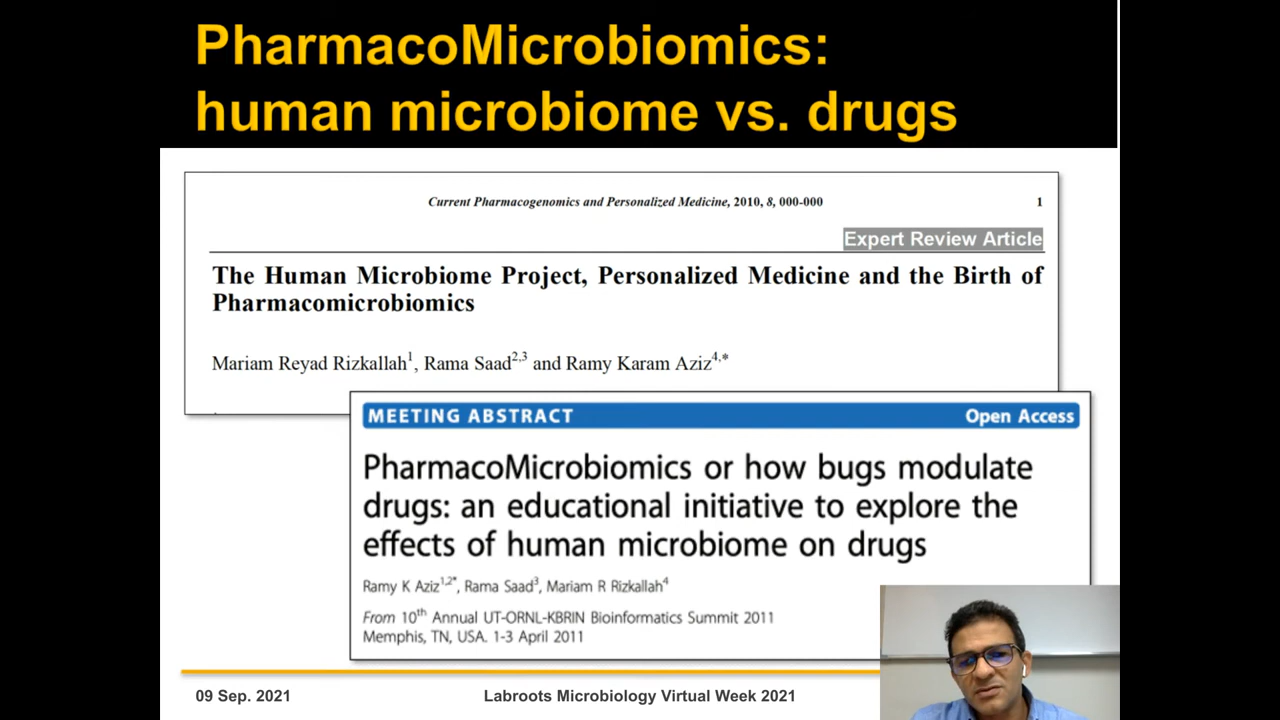 PharmacoMicrobiomics:
human microbiome vs. drugs
Current Pharmacogenomics and Personalized Medicine, 2010, 8, 000-000 1
Expert Review Article
The Human Microbiome Project, Personalized Medicine and the Birth of
Pharmacomicrobiomics
Mariam Reyad Rizkallah1, Rama Saad2,3 and Ramy Karam Aziz4,*
MEETING ABSTRACT Open Access
PharmacoMicrobiomics or how bugs modulate
drugs: an educational initiative to explore the
effects of human microbiome on drugs
Ramy K Aziz1,2*, Rama Saad3, Mariam R Rizkallah4
From 10th Annual UT-ORNL-KBRIN Bioinformatics Summit 2011
Memphis, TN, USA. 1-3 April 2011
09 Sep. 2021 Labroots Microbiology Virtual Week 2021